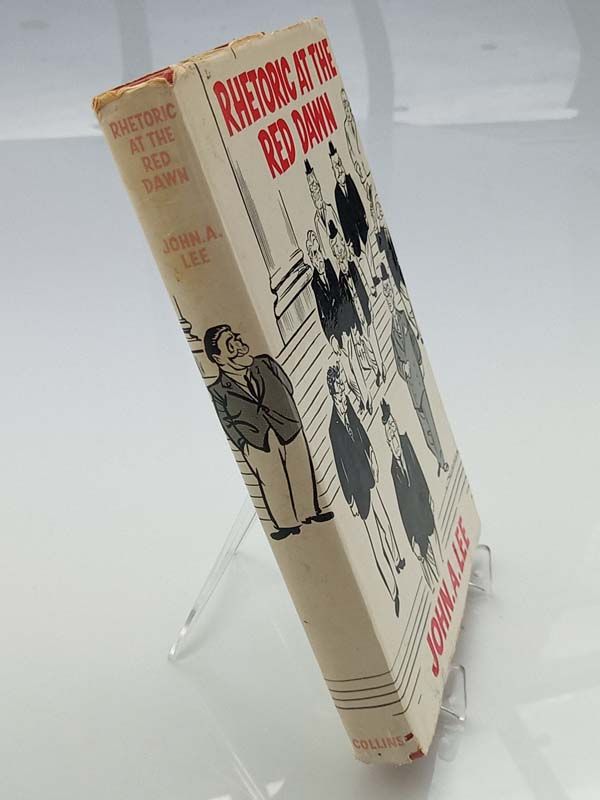 RHETORIC
AT THE
RED
DAWN
JOHN.A.
LEE
COLLINS
RHETORIC AT THE
RED DAWN
JOHN.A.LEE